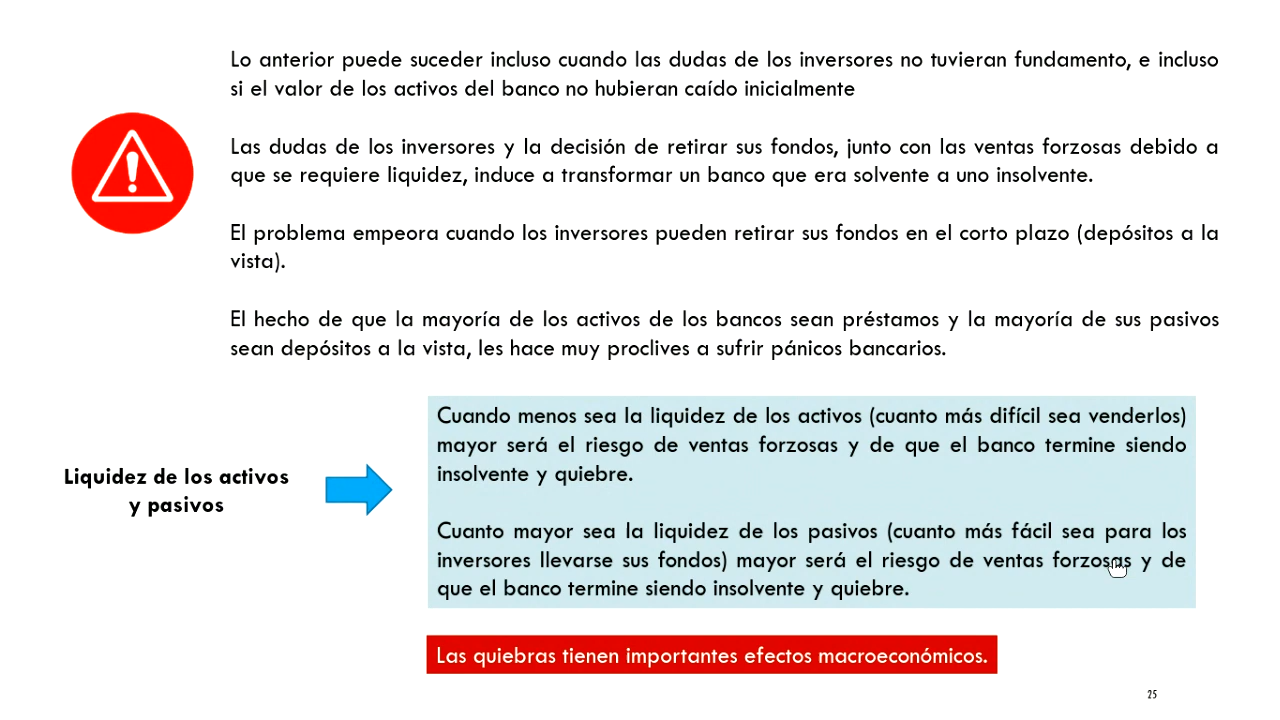 Lo anterior puede suceder incluso cuando las dudas de los inversores no tuvieran fundamento, e incluso
si el valor de los activos del banco no hubieran caído inicialmente
Las dudas de los inversores y la decisión de retirar sus fondos, junto con las ventas forzosas debido a
que se requiere liquidez, induce a transformar un banco que era solvente a uno insolvente.
El problema empeora cuando los inversores pueden retirar sus fondos en el corto plazo (depósitos a la
vista).
El hecho de que la mayoría de los activos de los bancos sean préstamos y la mayoría de sus pasivos
sean depósitos a la vista, les hace muy proclives a sufrir pánicos bancarios.
Liquidez de los activos
y pasivos
Cuando menos sea la liquidez de los activos (cuanto más difícil sea venderlos)
mayor será el riesgo de ventas forzosas y de que el banco termine siendo
insolvente y quiebre.
Cuanto mayor sea la liquidez de los pasivos (cuanto más fácil sea para los
inversores llevarse sus fondos) mayor será el riesgo de ventas forzosas y de
que el banco termine siendo insolvente y quiebre.
Las quiebras tienen importantes efectos macroeconómicos.
25